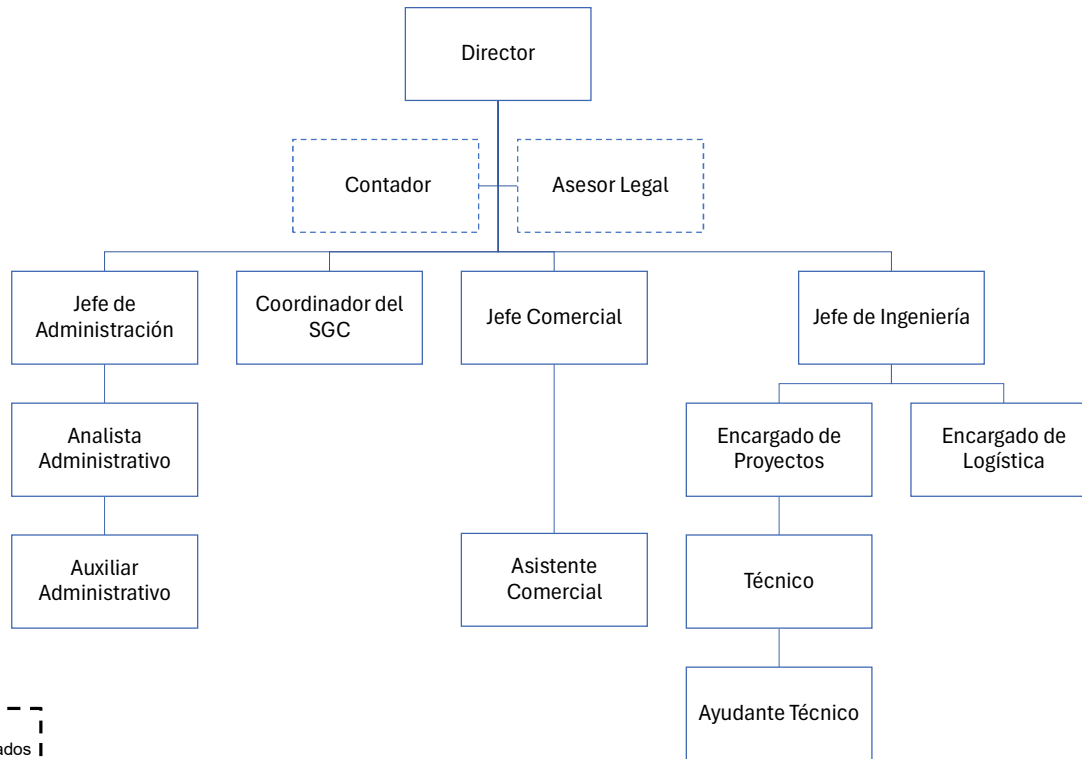 Director
Contador
Asesor Legal
Jefe de
Administración
Coordinador del
SGC
Jefe Comercial
Jefe de Ingeniería
Analista
Administrativo
Encargado de
Proyectos
Encargado de
Logística
Auxiliar
Administrativo
Asistente
Comercial
Técnico
Ayudante Técnico